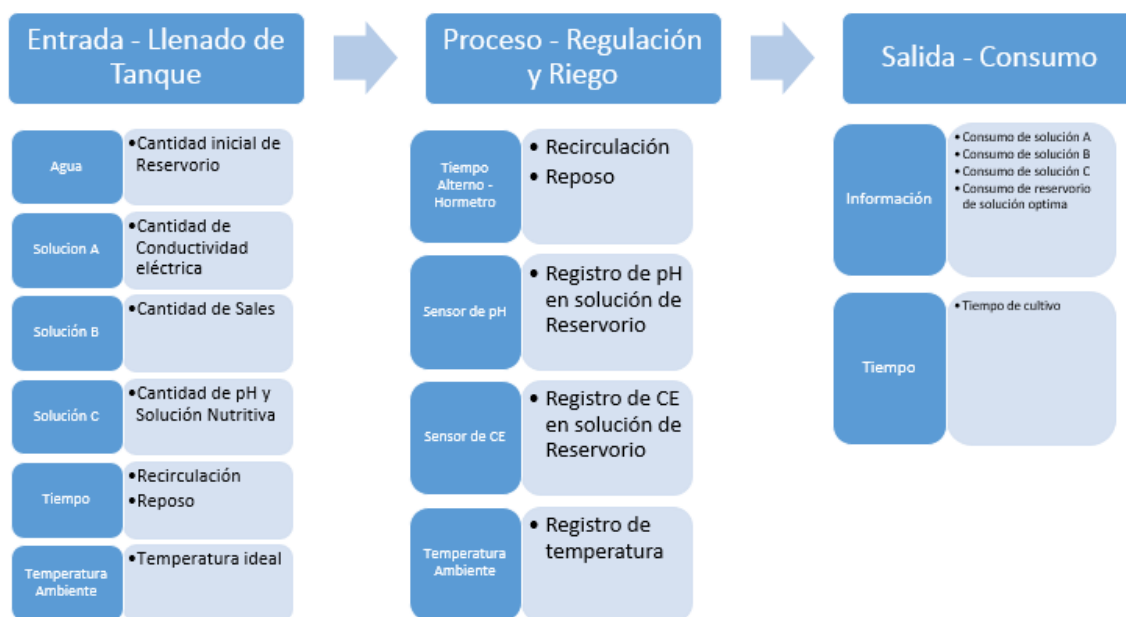 Entrada - Llenado de
Tanque
Agua
•Cantidad inicial de
Reservorio
Solucion A
•Cantidad de
Conductividad
eléctrica
Solución B
•Cantidad de Sales
Solución C
•Cantidad de pH y
Solución Nutritiva
Tiempo
•Recirculación
•Reposo
Temperatura
Ambiente
•Temperatura ideal
Proceso - Regulación
y Riego
Tiempo
Alterno -
Hormetro
• Recirculación
• Reposo
Sensor de pH
• Registro de pH
en solución de
Reservorio
Sensor de CE
• Registro de CE
en solución de
Reservorio
Temperatura
Ambiente
• Registro de
temperatura
Salida - Consumo
Información
• Consumo de solución A
• Consumo de solución B
• Consumo de solución C
• Consumo de reservorio
de solución optima
Tiempo
• Tiempo de cultivo